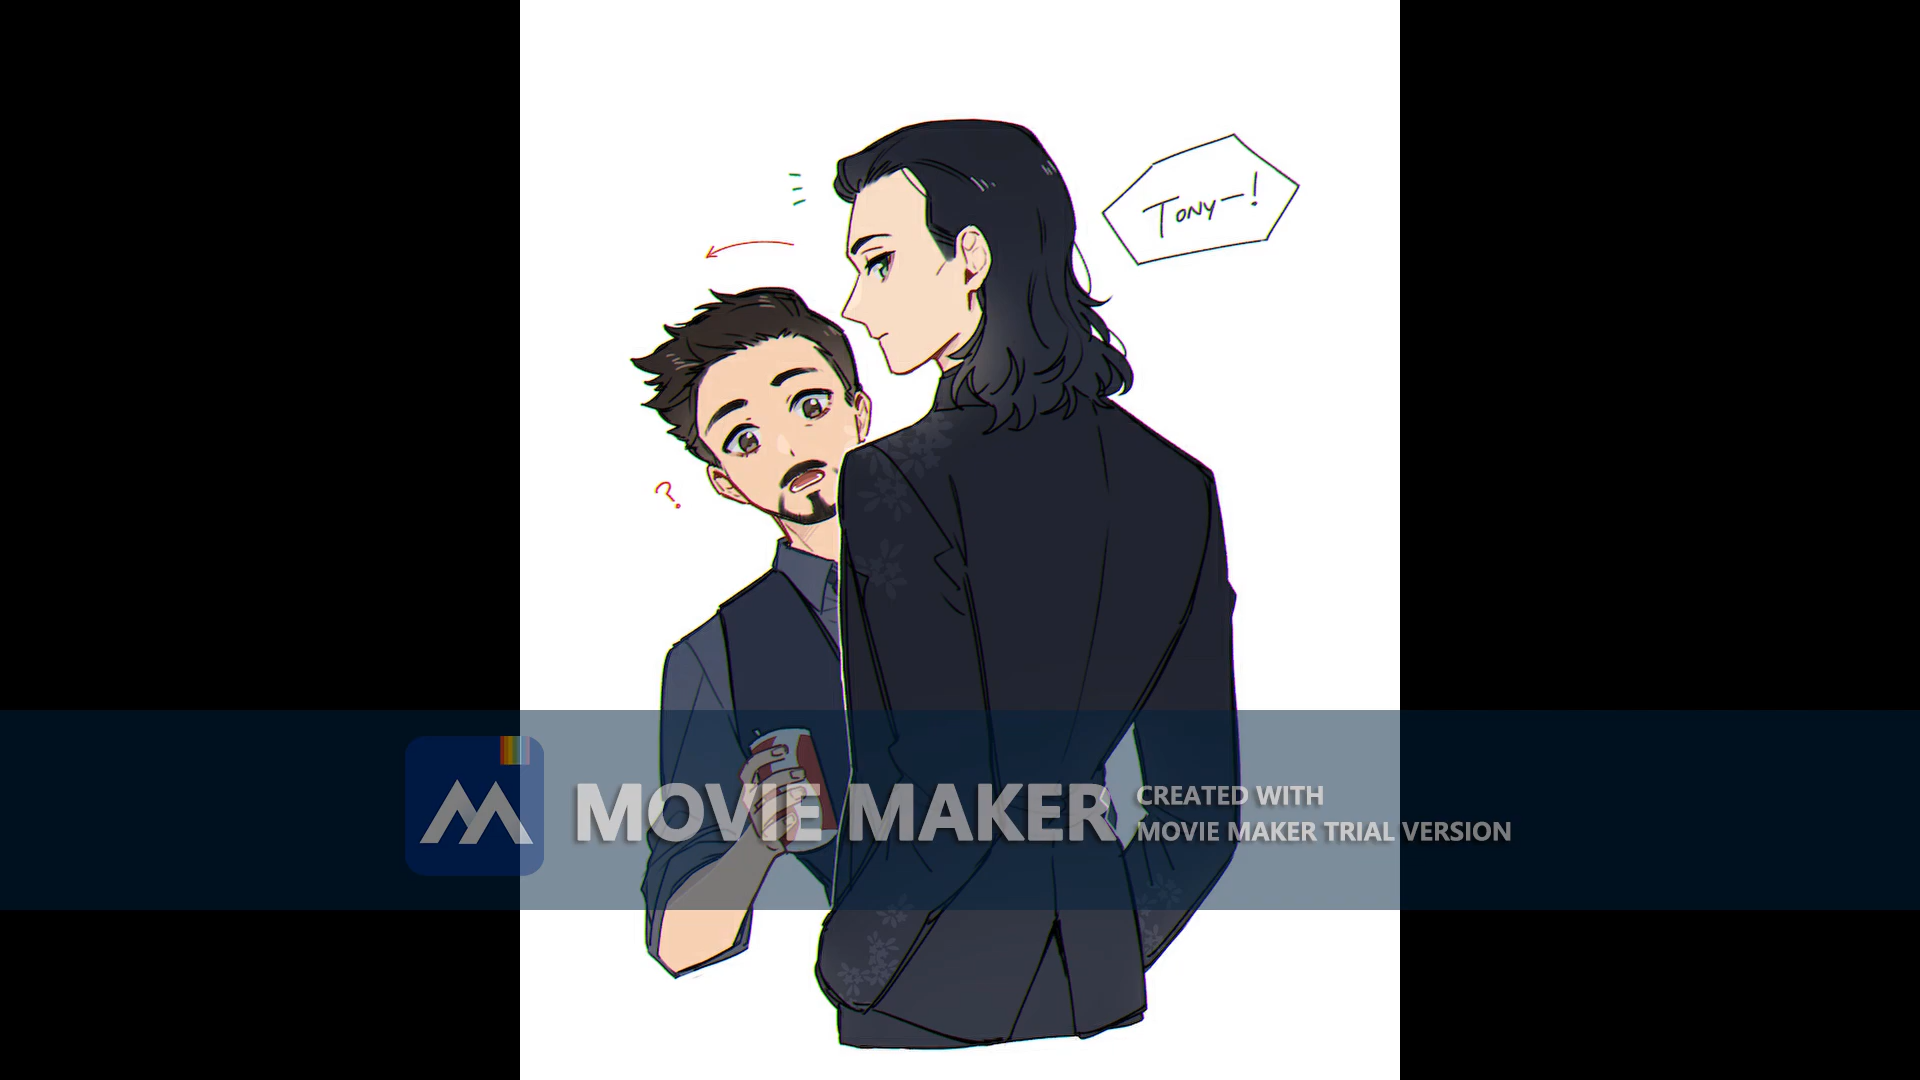 TONY—!
?
MOVIE MAKER
CREATED WITH
MOVIE MAKER TRIAL VERSION